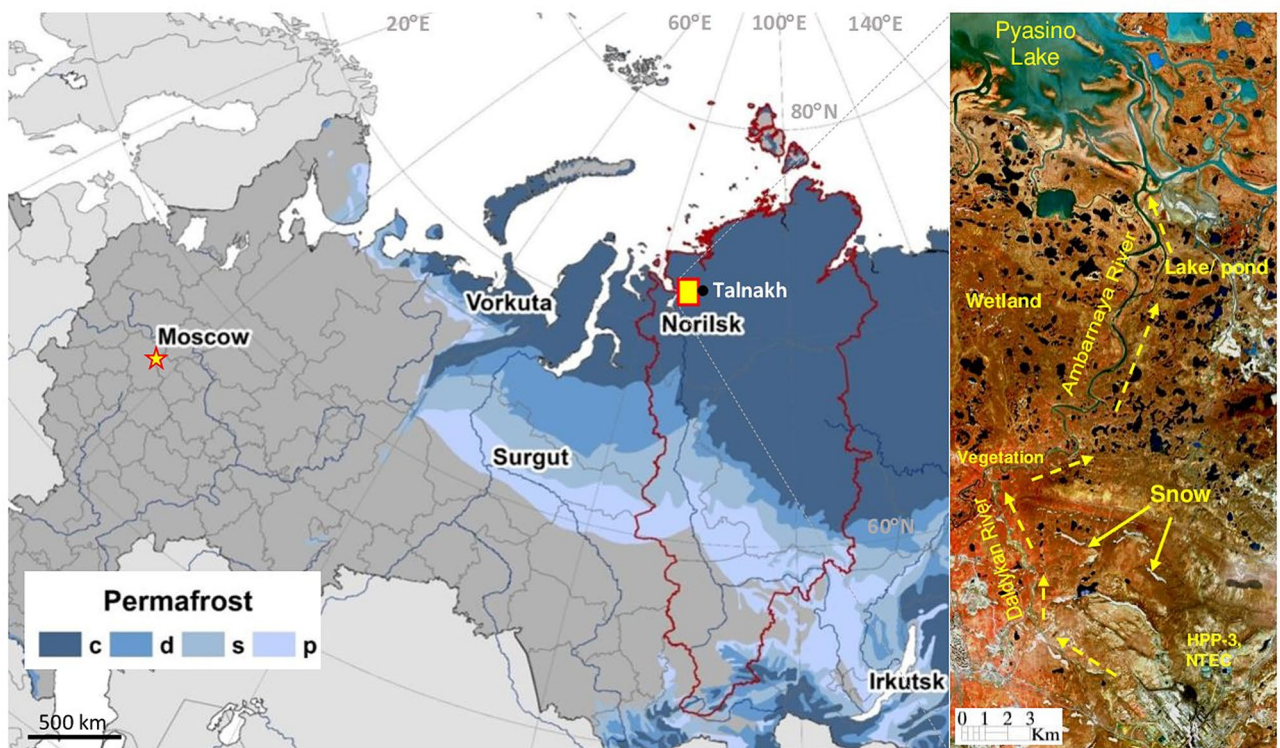 20°E
60°E
100°E
140°E
80°N
Vorkuta
Talnakh
Norilsk
Moscow
Surgut
60°N
Irkutsk
Permafrost
c d s p
500 km
Pyasino
Lake
Ambarnaya River
Lake/ pond
Wetland
Vegetation
Snow
Daldykan River
HPP-3,
NTEC
0 1 2 3
Km